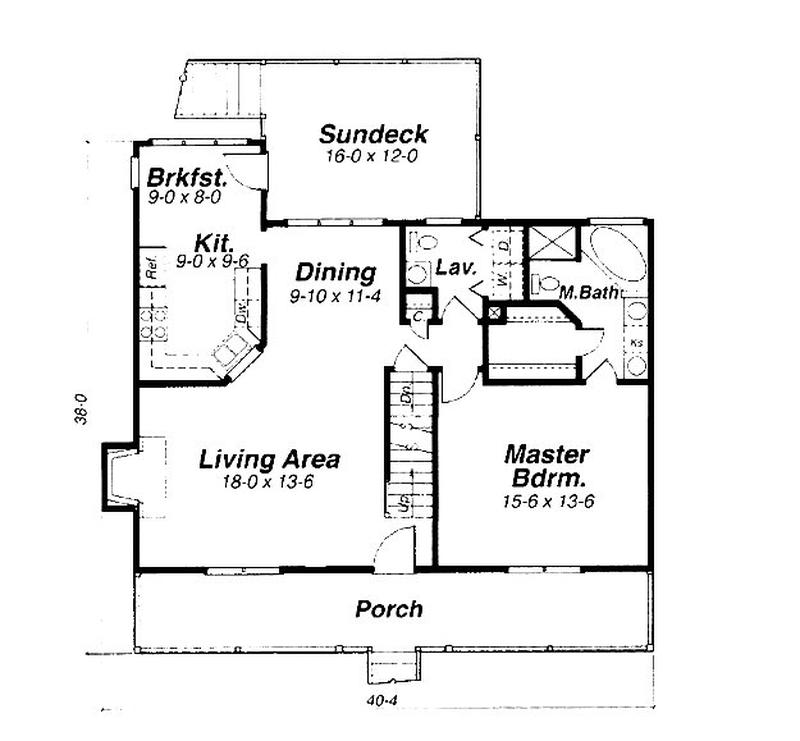 Sundeck
16-0 x 12-0
Brkfst.
9-0 x 8-0
Kit.
9-0 x 9-6
Ref.
Dw.
Dining
9-10 x 11-4
Lav.
D.
W.
C
M.Bath
Ks
38-0
Dn.
Up
Living Area
18-0 x 13-6
Master
Bdrm.
15-6 x 13-6
Porch
40-4